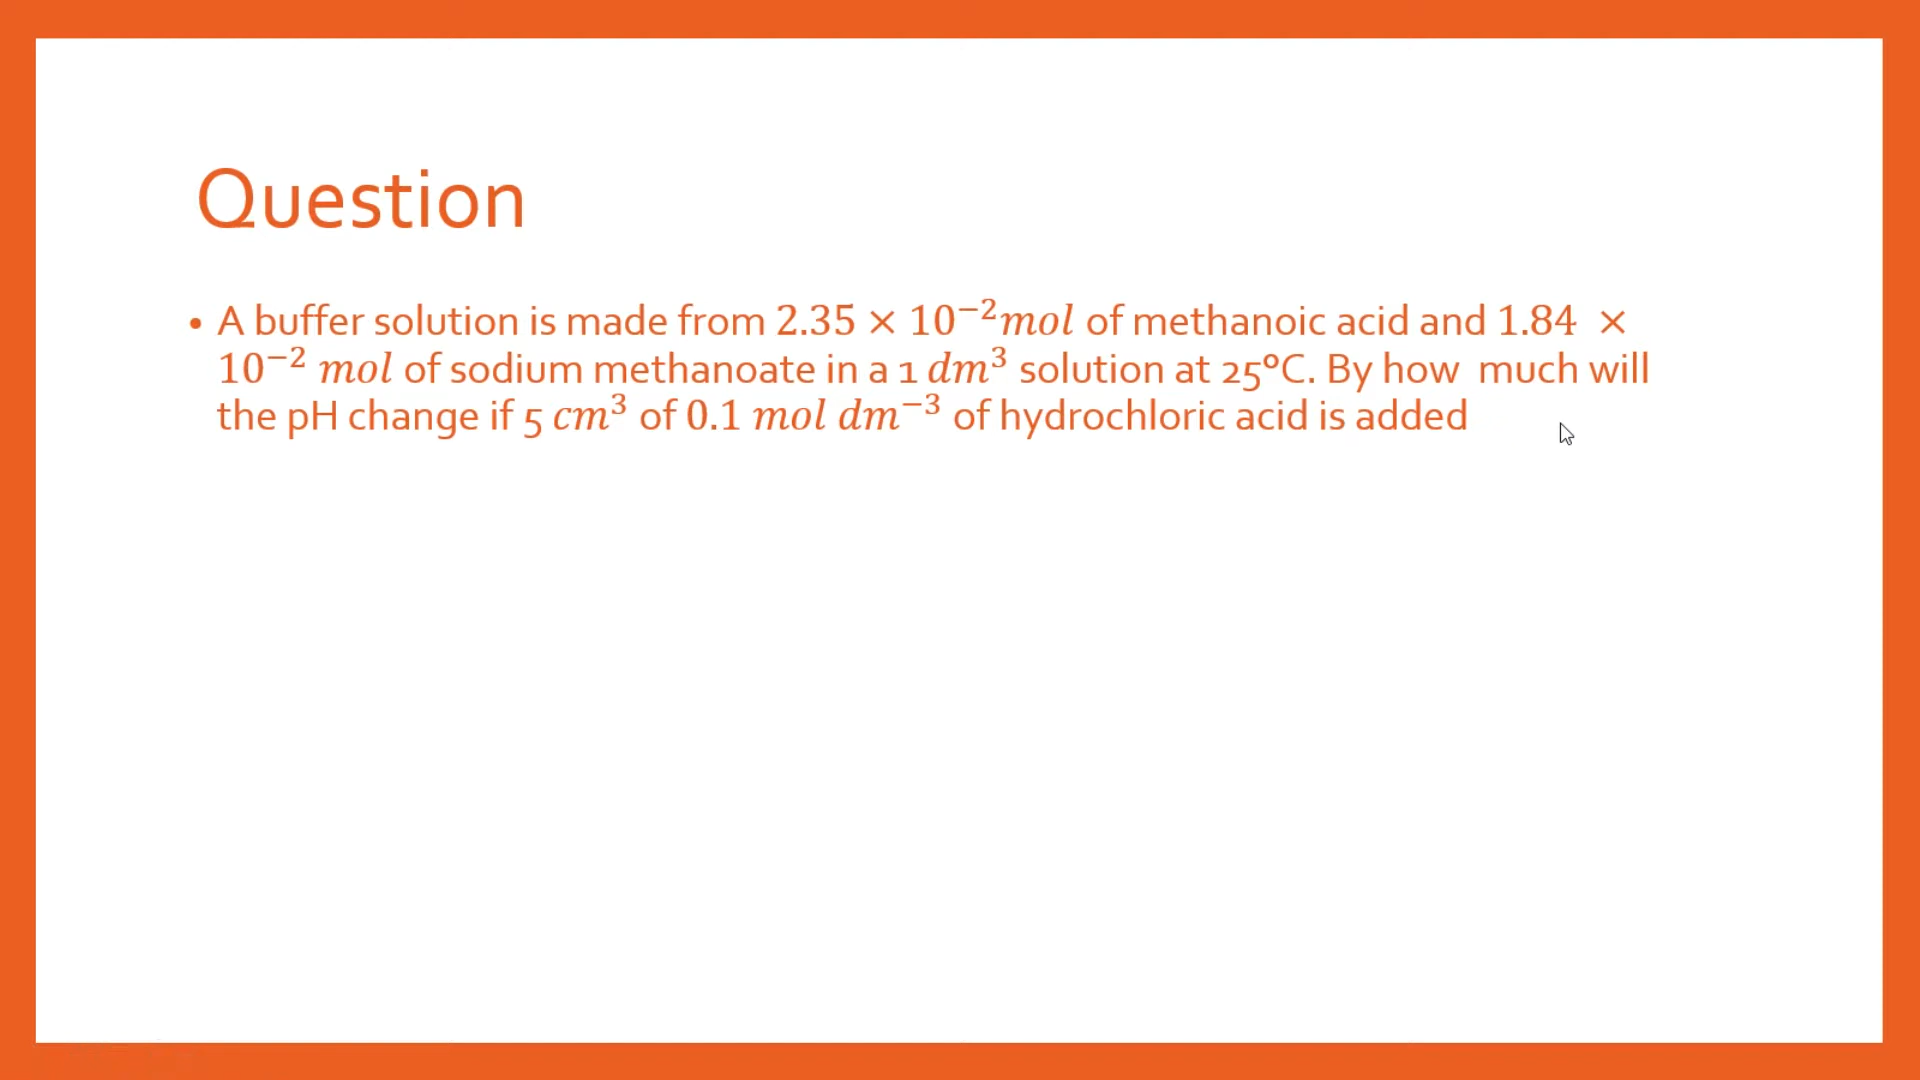 Question
• A buffer solution is made from 2.35 × 10⁻²mol of methanoic acid and 1.84 ×
10⁻² mol of sodium methanoate in a 1 dm³ solution at 25°C. By how much will
the pH change if 5 cm³ of 0.1 mol dm⁻³ of hydrochloric acid is added